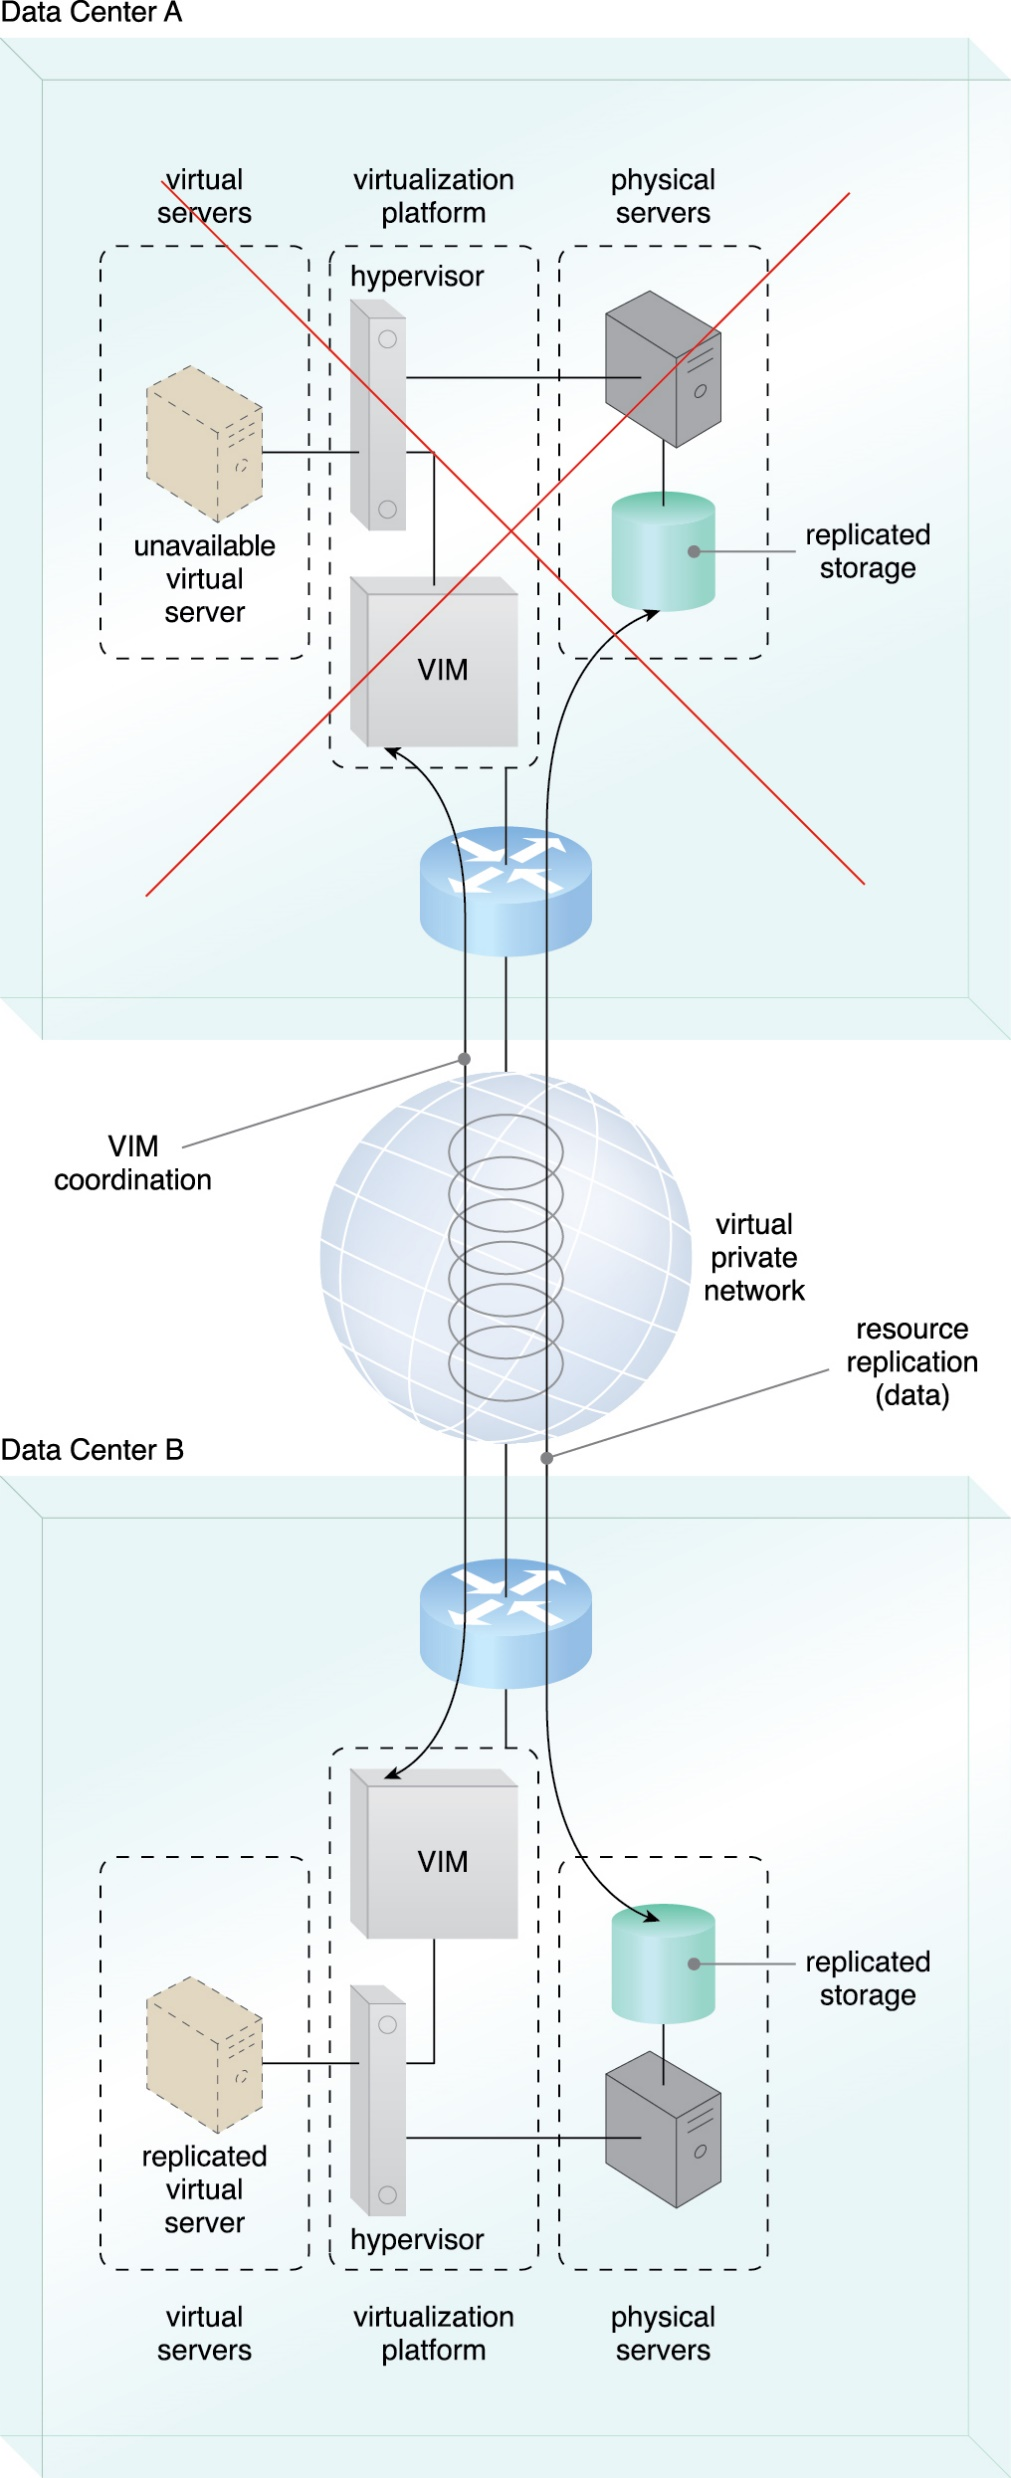 Data Center A
virtual
servers
virtualization
platform
physical
servers
hypervisor
unavailable
virtual
server
replicated
storage
VIM
VIM
coordination
virtual
private
network
resource
replication
(data)
Data Center B
VIM
replicated
storage
replicated
virtual
server
hypervisor
virtual
servers
virtualization
platform
physical
servers